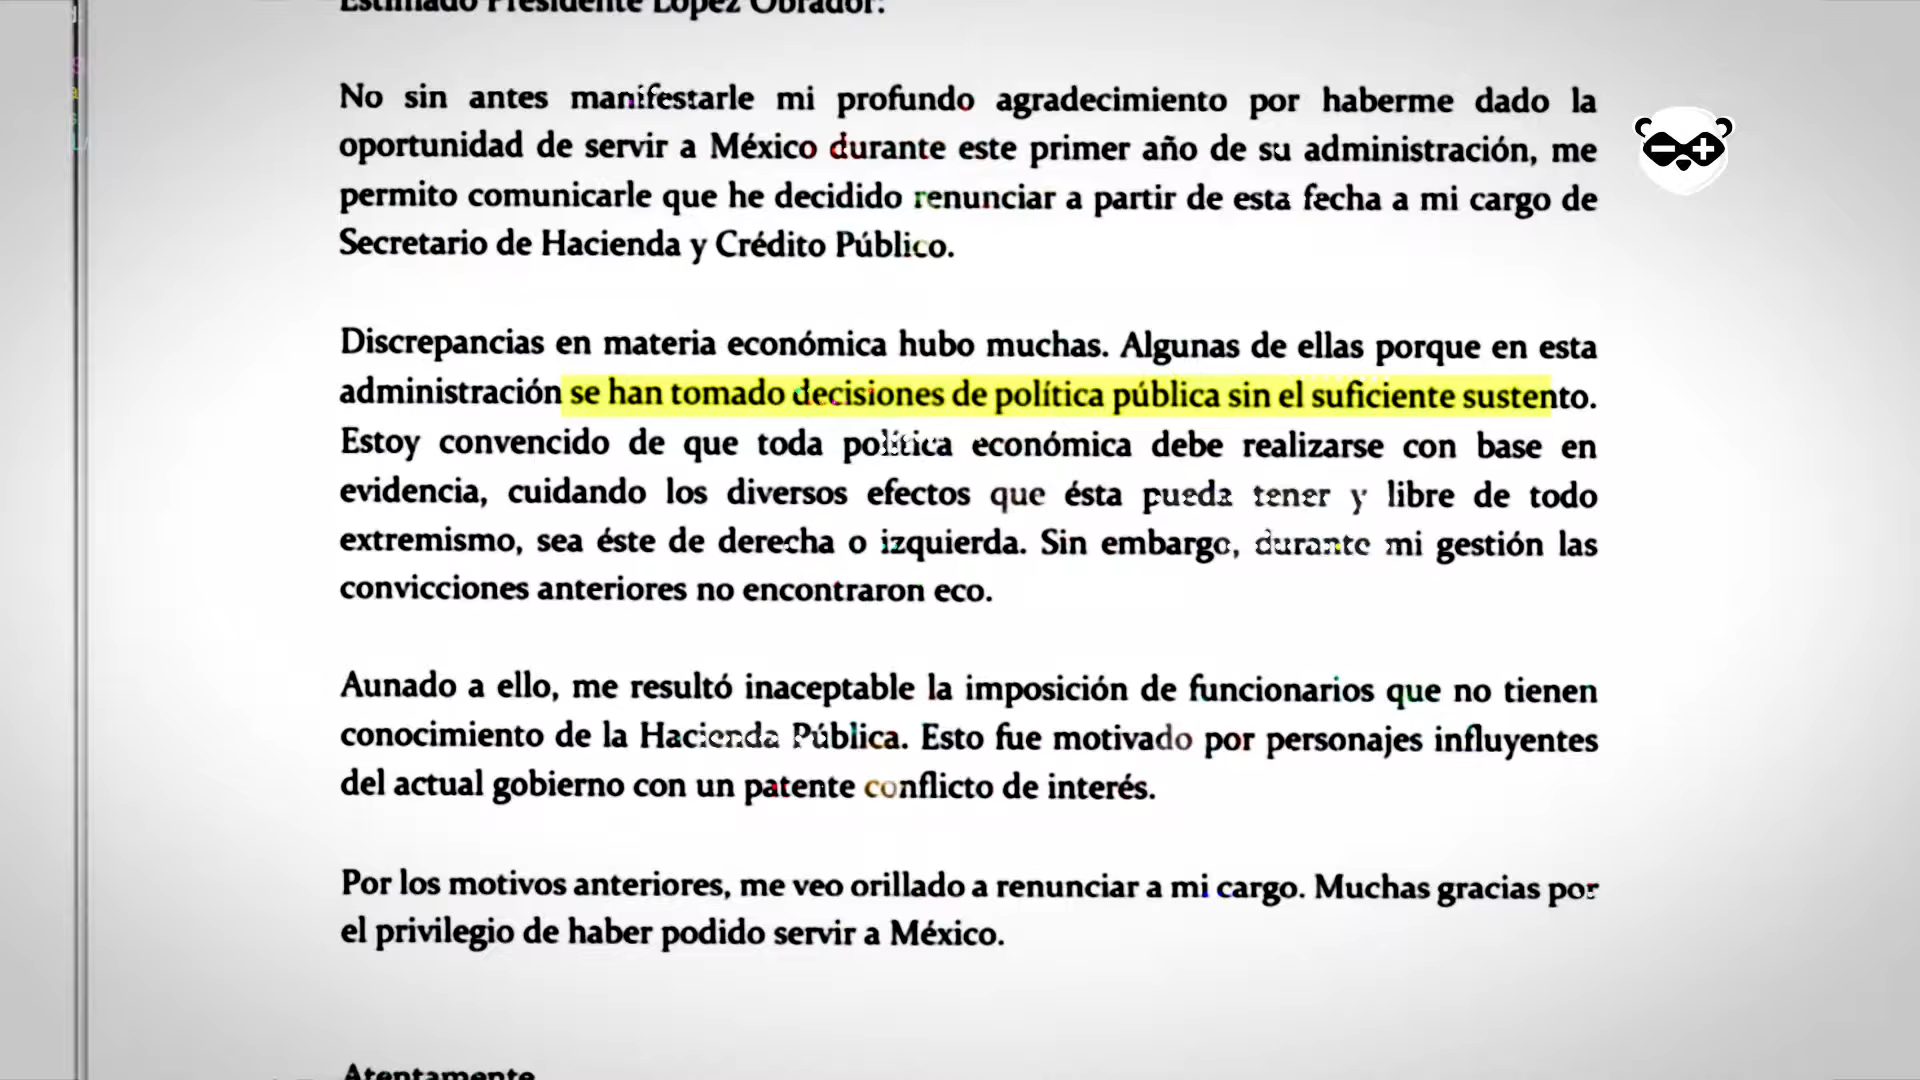 Estimado Presidente López Obrador:
No sin antes manifestarle mi profundo agradecimiento por haberme dado la
oportunidad de servir a México durante este primer año de su administración, me
permito comunicarle que he decidido renunciar a partir de esta fecha a mi cargo de
Secretario de Hacienda y Crédito Público.
Discrepancias en materia económica hubo muchas. Algunas de ellas porque en esta
administración se han tomado decisiones de política pública sin el suficiente sustento.
Estoy convencido de que toda política económica debe realizarse con base en
evidencia, cuidando los diversos efectos que ésta pueda tener y libre de todo
extremismo, sea éste de derecha o izquierda. Sin embargo, durante mi gestión las
convicciones anteriores no encontraron eco.
Aunado a ello, me resultó inaceptable la imposición de funcionarios que no tienen
conocimiento de la Hacienda Pública. Esto fue motivado por personajes influyentes
del actual gobierno con un patente conflicto de interés.
Por los motivos anteriores, me veo orillado a renunciar a mi cargo. Muchas gracias por
el privilegio de haber podido servir a México.
Atentamente